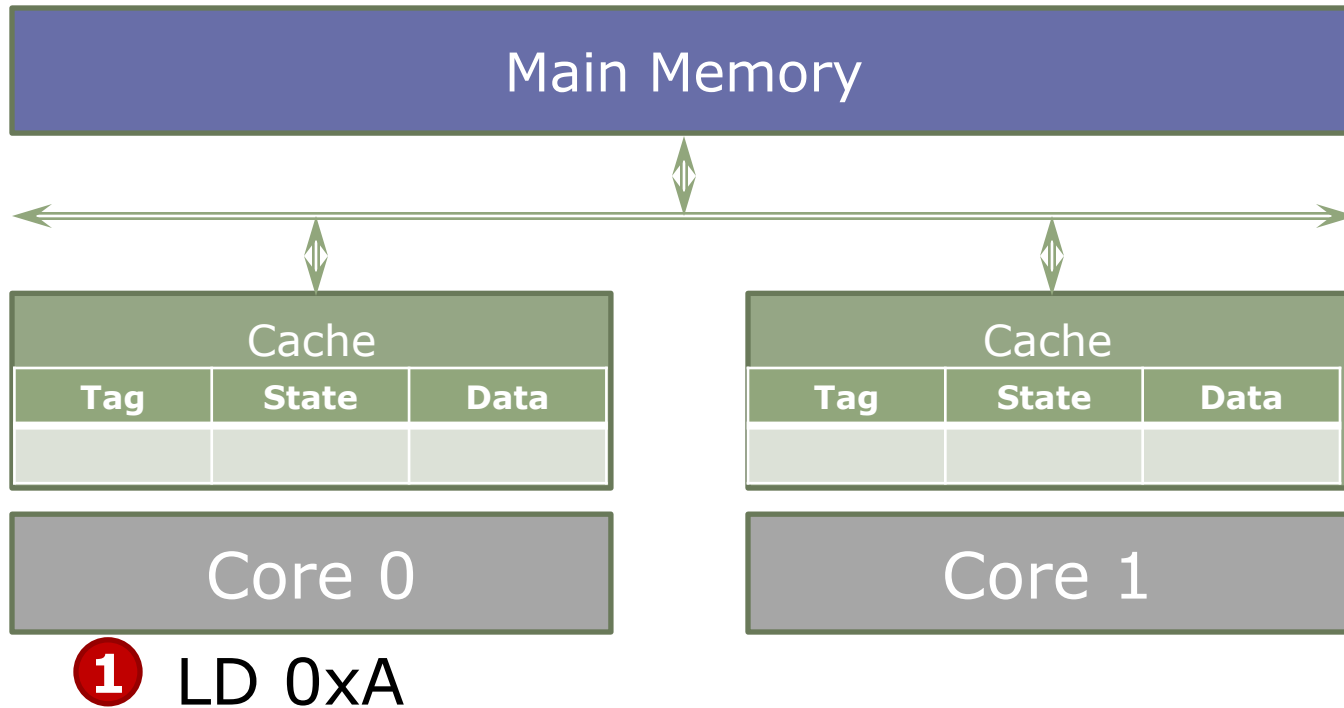 Main Memory
Cache Cache
Tag State Data Tag State Data
Core 0 Core 1
1 LD 0xA